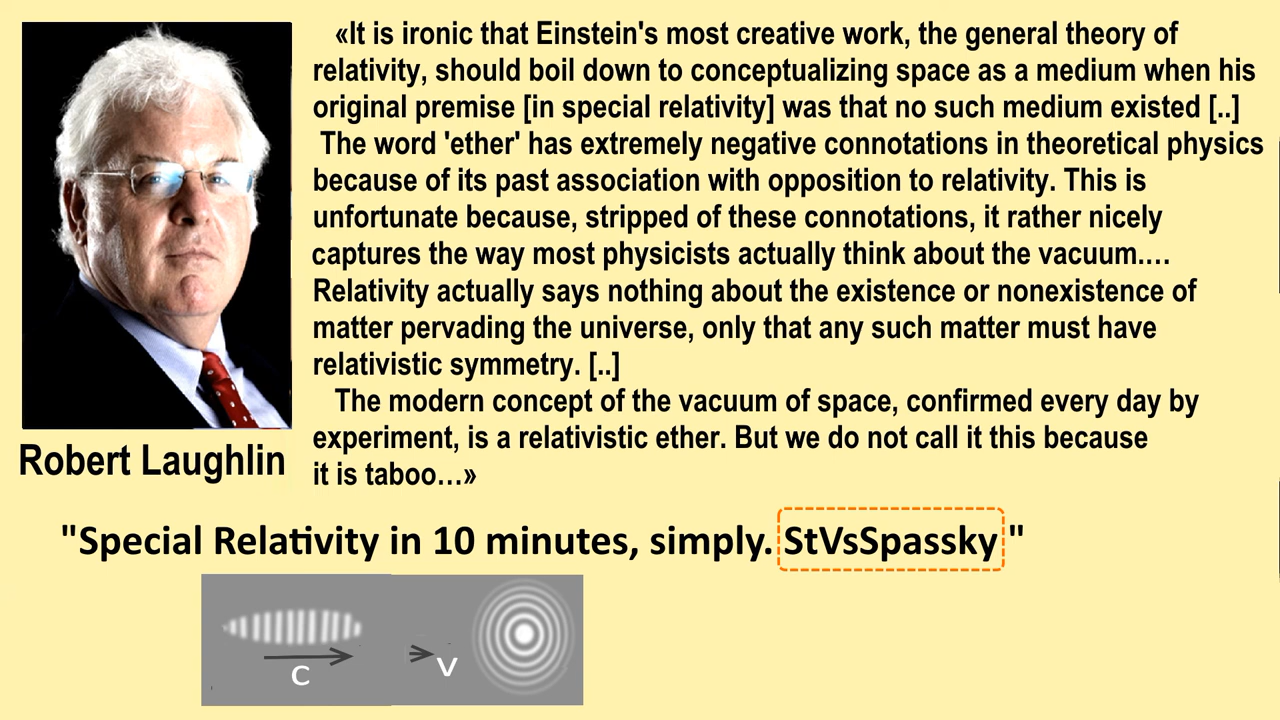 «It is ironic that Einstein's most creative work, the general theory of
relativity, should boil down to conceptualizing space as a medium when his
original premise [in special relativity] was that no such medium existed [..]
The word 'ether' has extremely negative connotations in theoretical physics
because of its past association with opposition to relativity. This is
unfortunate because, stripped of these connotations, it rather nicely
captures the way most physicists actually think about the vacuum....
Relativity actually says nothing about the existence or nonexistence of
matter pervading the universe, only that any such matter must have
relativistic symmetry. [..]
The modern concept of the vacuum of space, confirmed every day by
experiment, is a relativistic ether. But we do not call it this because
it is taboo...»
Robert Laughlin
"Special Relativity in 10 minutes, simply. StVsSpassky "
C
V